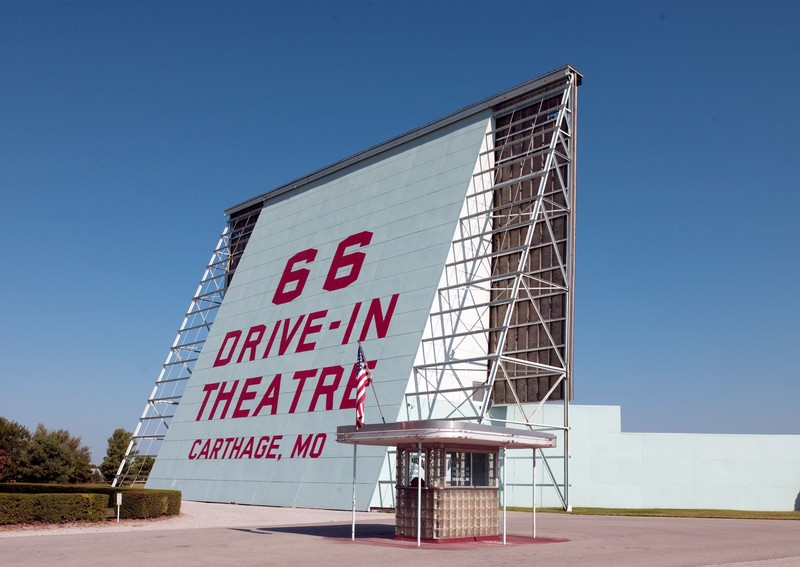 66
DRIVE-IN
THEATRE
CARTHAGE, MO